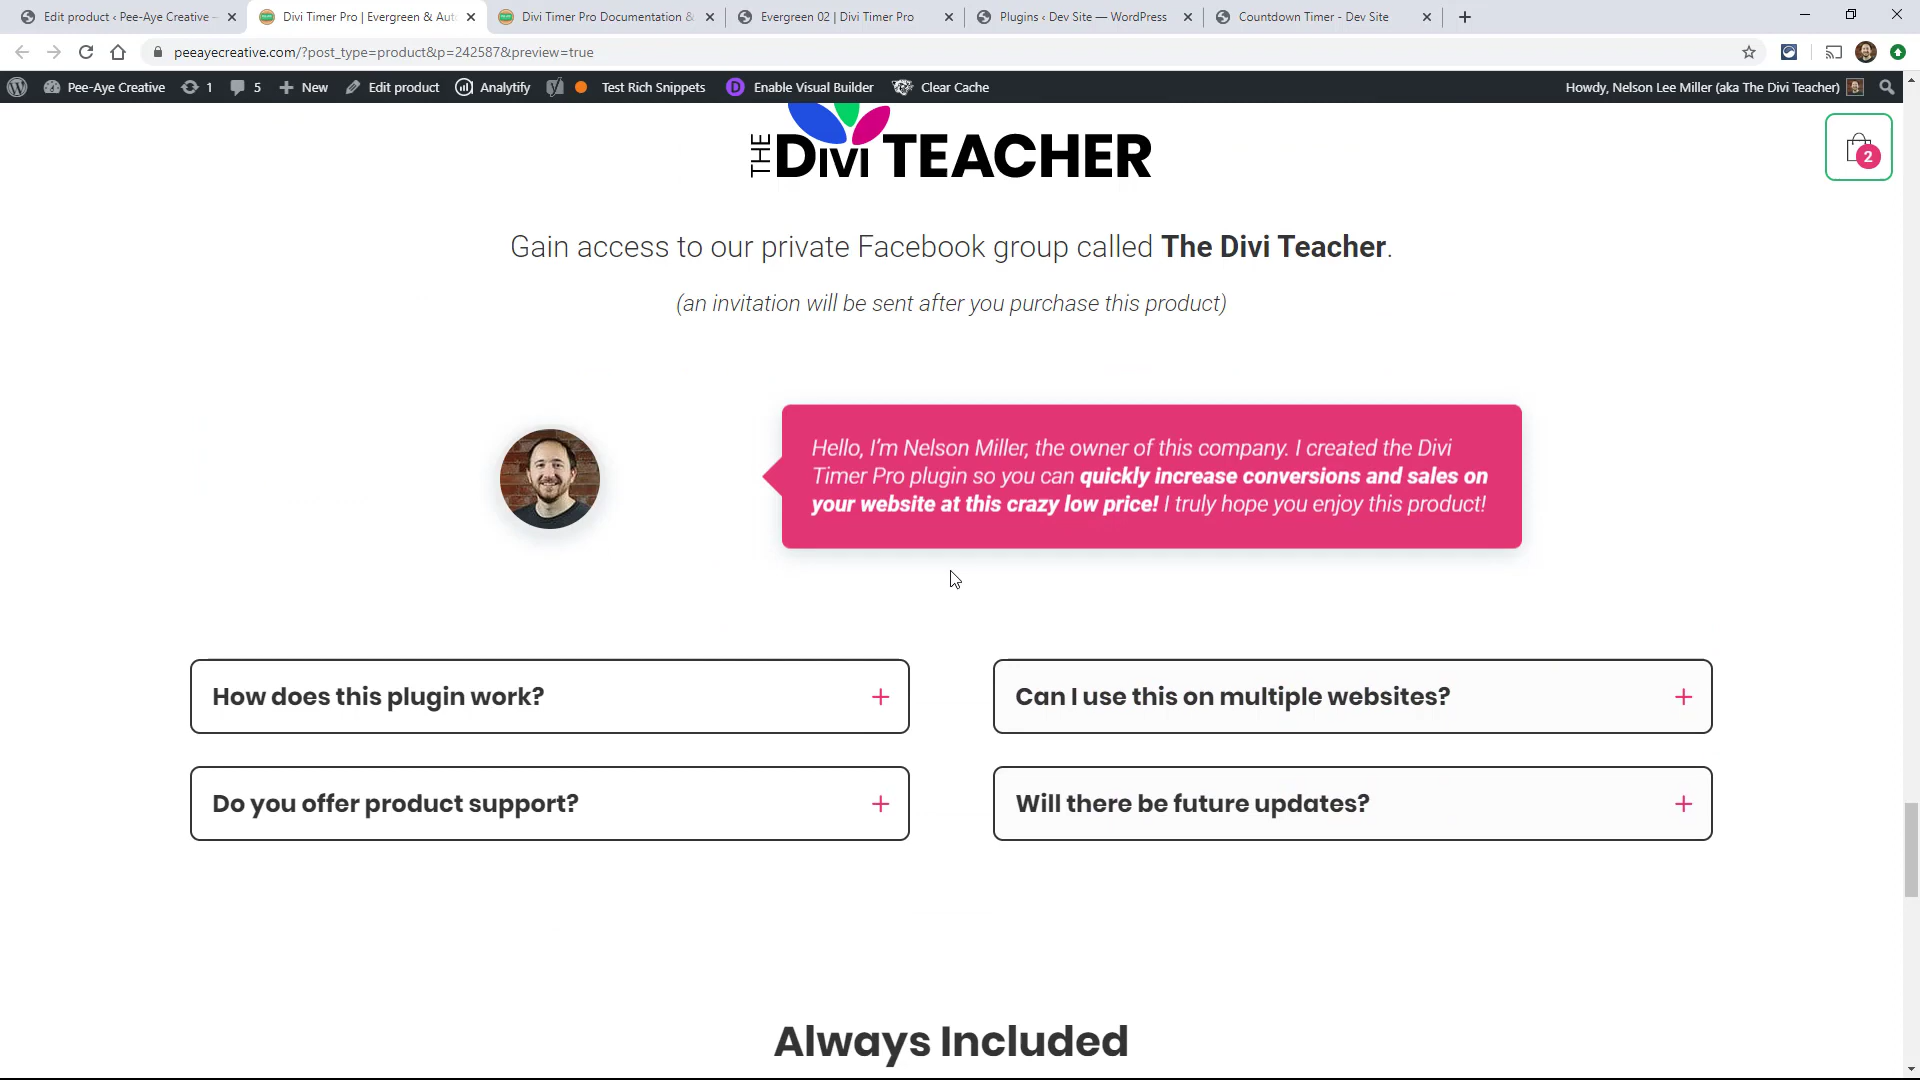 Edit product ‹ Pee-Aye Creative –
Divi Timer Pro | Evergreen & Aut
Divi Timer Pro Documentation &
Evergreen 02 | Divi Timer Pro
Plugins ‹ Dev Site — WordPress
Countdown Timer - Dev Site
peeayecreative.com/?post_type=product&p=242587&preview=true
Pee-Aye Creative
1
5
New
Edit product
Analytify
Test Rich Snippets
D
Enable Visual Builder
Clear Cache
Howdy, Nelson Lee Miller (aka The Divi Teacher)
THE DIVI TEACHER
2
Gain access to our private Facebook group called The Divi Teacher.
(an invitation will be sent after you purchase this product)
Hello, I'm Nelson Miller, the owner of this company. I created the Divi
Timer Pro plugin so you can quickly increase conversions and sales on
your website at this crazy low price! I truly hope you enjoy this product!
How does this plugin work?
Can I use this on multiple websites?
Do you offer product support?
Will there be future updates?
Always Included